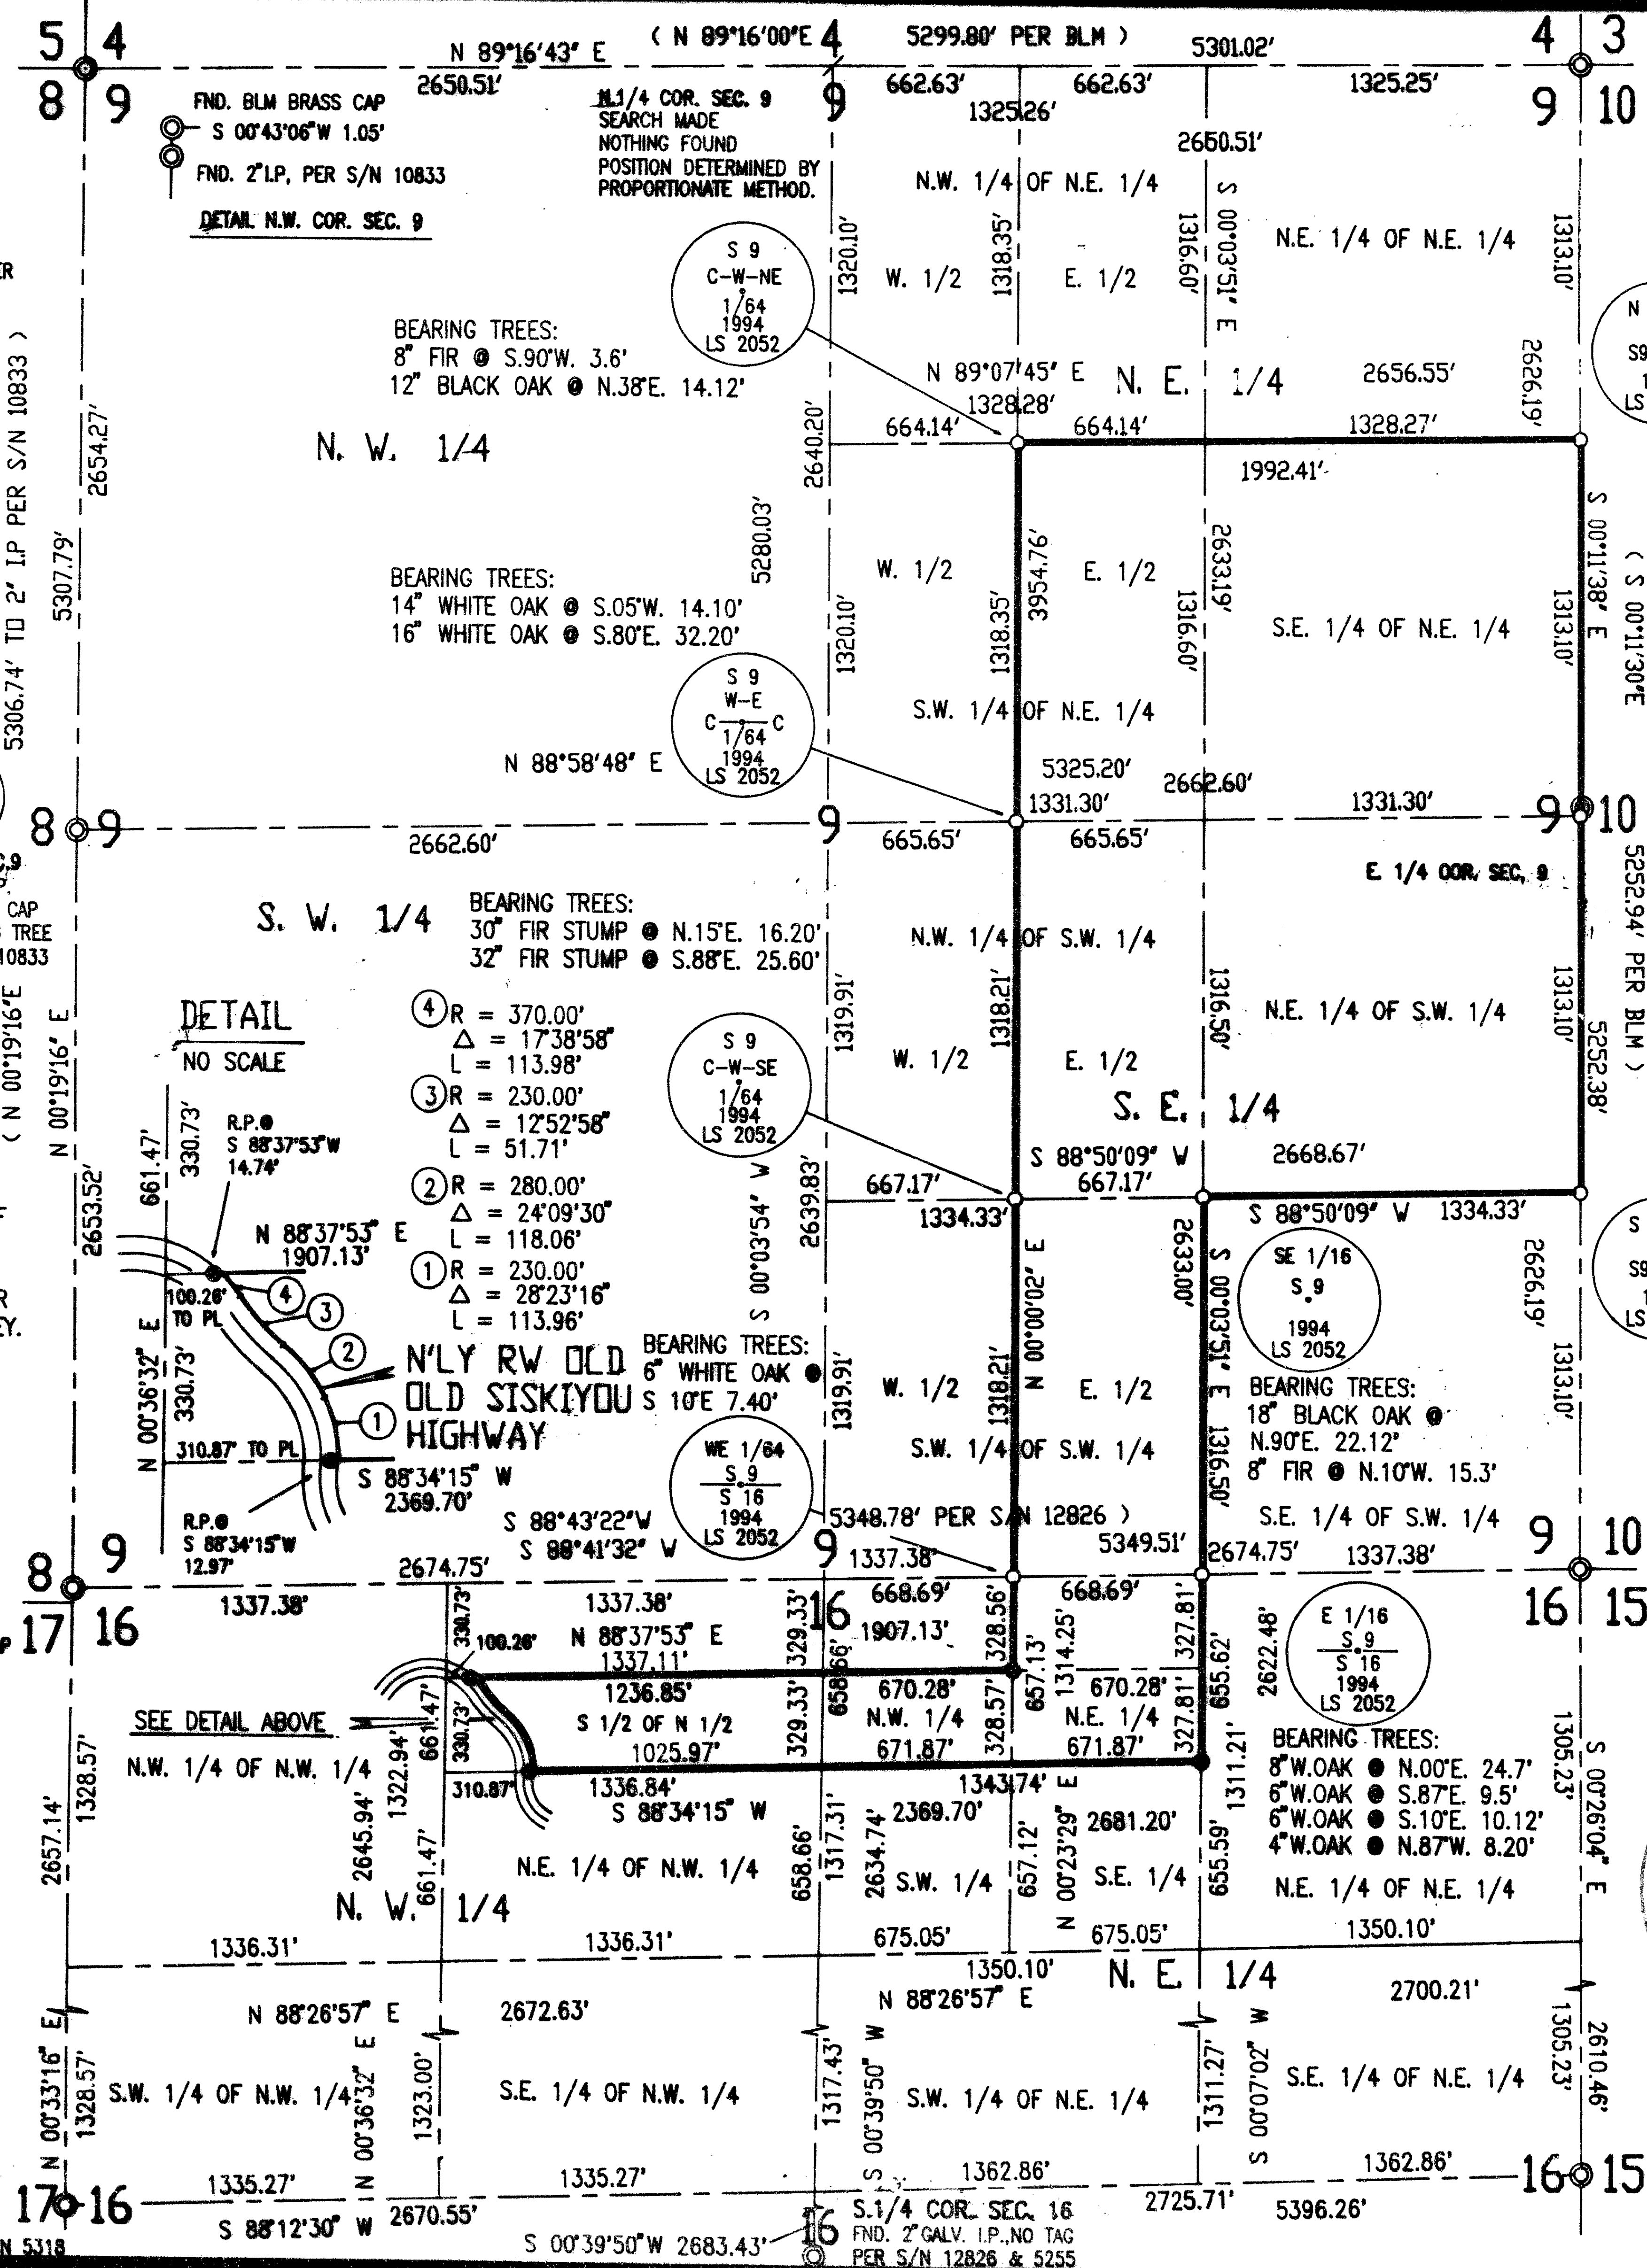 5 4
N 89°16'43" E
( N 89°16'00"E 4 5299.80' PER BLM )
5301.02'
4 3
8 9
2650.51'
9
662.63'
662.63'
1325.25'
9 10
1325.26'
2650.51'
FND. BLM BRASS CAP
S 00°43'06"W 1.05'
FND. 2" I.P, PER S/N 10833
DETAIL N.W. COR. SEC. 9
N.1/4 COR. SEC. 9
SEARCH MADE
NOTHING FOUND
POSITION DETERMINED BY
PROPORTIONATE METHOD.
N.W. 1/4 OF N.E. 1/4
N.E. 1/4 OF N.E. 1/4
1320.10'
1318.35'
1316.60'
S 00°03'51" E
1313.10'
W. 1/2
E. 1/2
S 9
C-W-NE
1/64
1994
LS 2052
BEARING TREES:
8" FIR @ S.90°W. 3.6'
12" BLACK OAK @ N.38°E. 14.12'
N 89°07'45" E
N. E. 1/4
2656.55'
2626.19'
1328.28'
664.14'
664.14'
1328.27'
1992.41'
N. W. 1/4
2654.27'
2640.20'
5307.79'
5306.74' TO 2" I.P PER S/N 10833 )
5280.03'
BEARING TREES:
14" WHITE OAK @ S.05°W. 14.10'
16" WHITE OAK @ S.80°E. 32.20'
W. 1/2
E. 1/2
3954.76'
2633.19'
1320.10'
1318.35'
1316.60'
S.E. 1/4 OF N.E. 1/4
1313.10'
S 00°11'38" E
( S 00°11'30"E
5252.94' PER BLM )
S.W. 1/4 OF N.E. 1/4
S 9
W-E
C C
1/64
1994
LS 2052
N 88°58'48" E
5325.20'
2662.60'
1331.30'
1331.30'
8 9
9
9 10
2662.60'
665.65'
665.65'
E. 1/4 COR. SEC. 9
CAP
TREE
10833
S. W. 1/4
BEARING TREES:
30" FIR STUMP @ N.15°E. 16.20'
32" FIR STUMP @ S.88°E. 25.60'
N.W. 1/4 OF S.W. 1/4
N.E. 1/4 OF S.W. 1/4
1319.91'
1318.21'
1316.50'
1313.10'
5252.38'
( N 00°19'16"E
N 00°19'16" E
DETAIL
NO SCALE
4 R = 370.00'
Δ = 17°38'58"
L = 113.98'
3 R = 230.00'
Δ = 12°52'58"
L = 51.71'
2 R = 280.00'
Δ = 24°09'30"
L = 118.06'
1 R = 230.00'
Δ = 28°23'16"
L = 113.96'
S 9
C-W-SE
1/64
1994
LS 2052
W. 1/2
E. 1/2
S. E. 1/4
S 88°50'09" W
2668.67'
667.17'
667.17'
1334.33'
S 88°50'09" W 1334.33'
2653.52'
661.47'
330.73'
R.P.@
S 88°37'53"W
14.74'
N 88°37'53" E
1907.13'
100.26'
TO PL
4
3
2
1
N 00°36'32" E
330.73'
310.87' TO PL
S 88°34'15" W
2369.70'
R.P.@
S 88°34'15"W
12.97'
N'LY RW OLD
OLD SISKIYOU
HIGHWAY
BEARING TREES:
6" WHITE OAK @
S 10°E 7.40'
S 00°03'54" W
2639.83'
N 00°00'02" E
2633.00'
S 00°03'51" E
2626.19'
SE 1/16
S.9
1994
LS 2052
BEARING TREES:
18" BLACK OAK @
N.90°E. 22.12'
8" FIR @ N.10°W. 15.3'
W. 1/2
E. 1/2
1319.91'
1318.21'
1316.50'
1313.10'
S.W. 1/4 OF S.W. 1/4
S.E. 1/4 OF S.W. 1/4
WE 1/64
S.9
S 16
1994
LS 2052
S 88°43'22"W
5348.78' PER S/N 12826 )
S 88°41'32" W
5349.51'
8 9
2674.75'
9
1337.38'
2674.75'
1337.38'
9 10
17 16
1337.38'
1337.38'
16
668.69'
668.69'
16 15
330.73'
100.26'
N 88°37'53" E
1907.13'
1337.11'
329.33'
658.66'
328.56'
657.13'
1314.25'
327.81'
655.62'
2622.48'
E 1/16
S.9
S 16
1994
LS 2052
1236.85'
670.28'
670.28'
SEE DETAIL ABOVE
661.47'
330.73'
S 1/2 OF N 1/2
N.W. 1/4
N.E. 1/4
329.33'
328.57'
327.81'
1025.97'
671.87'
671.87'
N.W. 1/4 OF N.W. 1/4
310.87'
1336.84'
1343.74'
S 88°34'15" W
2369.70'
2681.20'
BEARING TREES:
8" W.OAK @ N.00°E. 24.7'
6" W.OAK @ S.87°E. 9.5'
6" W.OAK @ S.10°E. 10.12'
4" W.OAK @ N.87°W. 8.20'
1328.57'
2657.14'
2645.94'
1322.94'
661.47'
N.E. 1/4 OF N.W. 1/4
658.66'
1317.31'
2634.74'
S.W. 1/4
657.12'
N 00°23'29" E
S.E. 1/4
655.59'
1311.21'
N.E. 1/4 OF N.E. 1/4
1305.23'
S 00°26'04" E
N. W. 1/4
1336.31'
1336.31'
675.05'
675.05'
1350.10'
1350.10'
N. E. 1/4
N 88°26'57" E
2672.63'
N 88°26'57" E
2700.21'
N 00°33'16" E
1328.57'
S.W. 1/4 OF N.W. 1/4
N 00°36'32" E
1323.00'
S.E. 1/4 OF N.W. 1/4
1317.43'
S 00°39'50" W
S.W. 1/4 OF N.E. 1/4
1311.27'
S 00°07'02" W
S.E. 1/4 OF N.E. 1/4
1305.23'
2610.46'
1335.27'
1335.27'
1362.86'
1362.86'
17 16
16 15
S 88°12'30" W
2670.55'
2725.71'
5396.26'
S 00°39'50"W 2683.43'
16
S.1/4 COR. SEC. 16
FND. 2" GALV. I.P.,NO TAG
PER S/N 12826 & 5255
N 5318